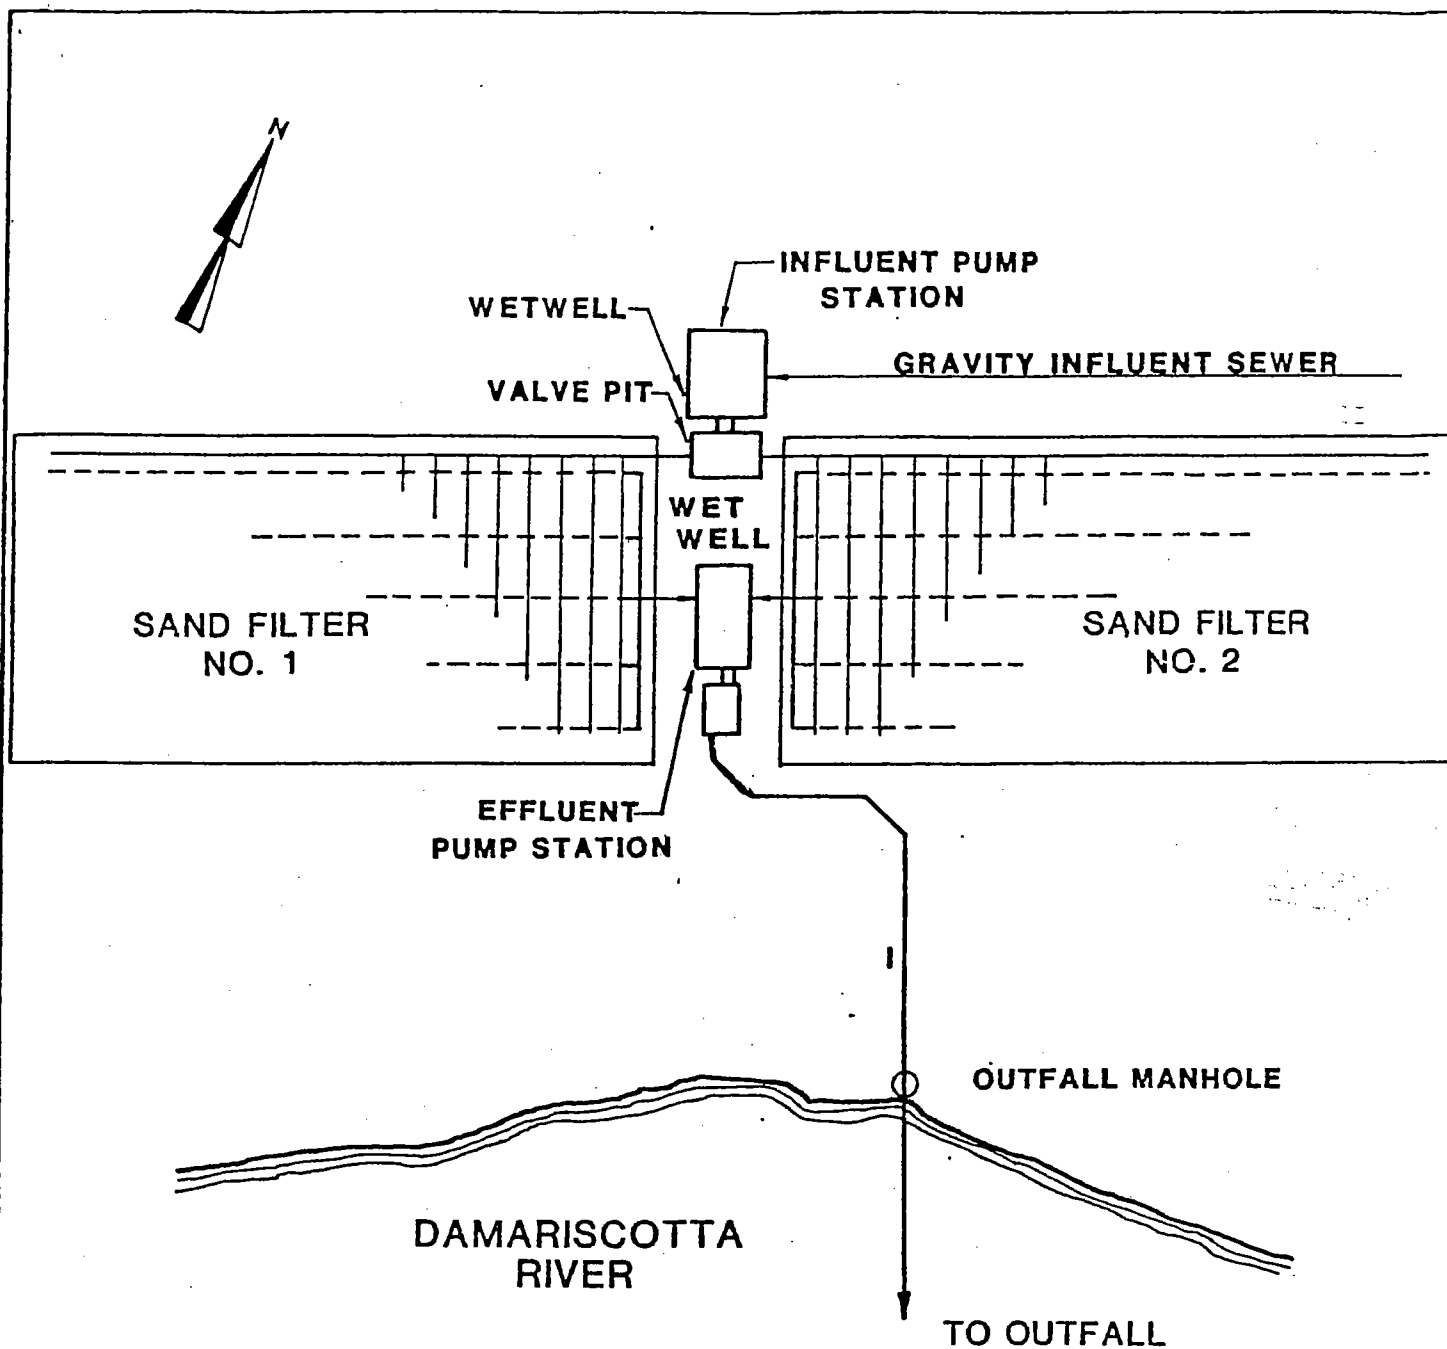 N
INFLUENT PUMP
STATION
WETWELL
GRAVITY INFLUENT SEWER
VALVE PIT
WET
WELL
SAND FILTER
NO. 1
SAND FILTER
NO. 2
EFFLUENT
PUMP STATION
OUTFALL MANHOLE
DAMARISCOTTA
RIVER
TO OUTFALL